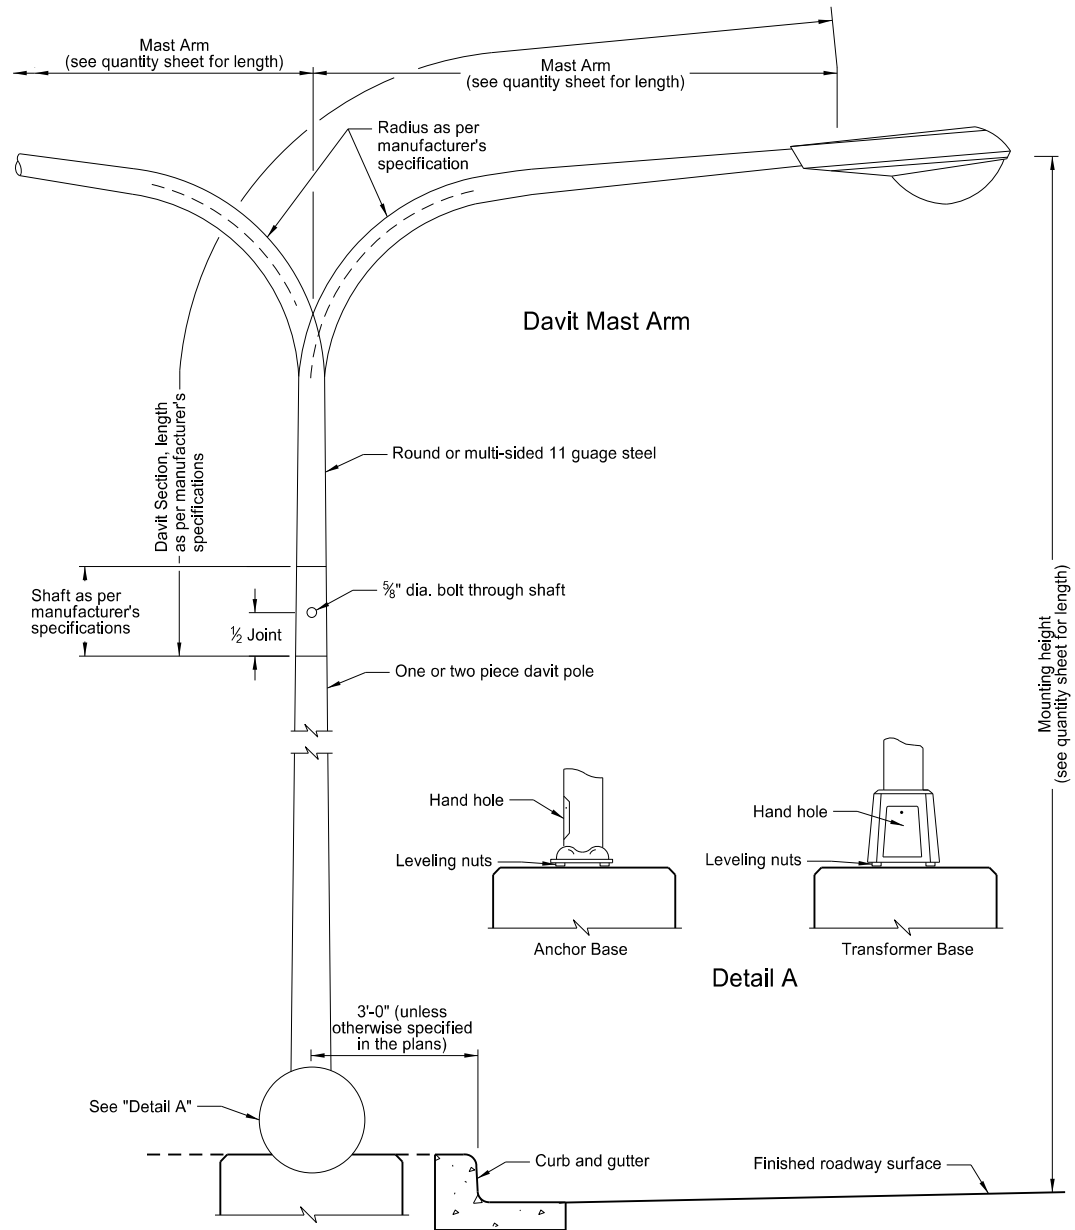 Mast Arm
(see quantity sheet for length)
Mast Arm
(see quantity sheet for length)
Radius as per
manufacturer's
specification
Davit Mast Arm
Davit Section, length
as per manufacturer's
specifications
Round or multi-sided 11 guage steel
Shaft as per
manufacturer's
specifications
⅝" dia. bolt through shaft
½ Joint
One or two piece davit pole
Mounting height
(see quantity sheet for length)
Hand hole
Leveling nuts
Anchor Base
Hand hole
Leveling nuts
Transformer Base
Detail A
3'-0" (unless
otherwise specified
in the plans)
See "Detail A"
Curb and gutter
Finished roadway surface